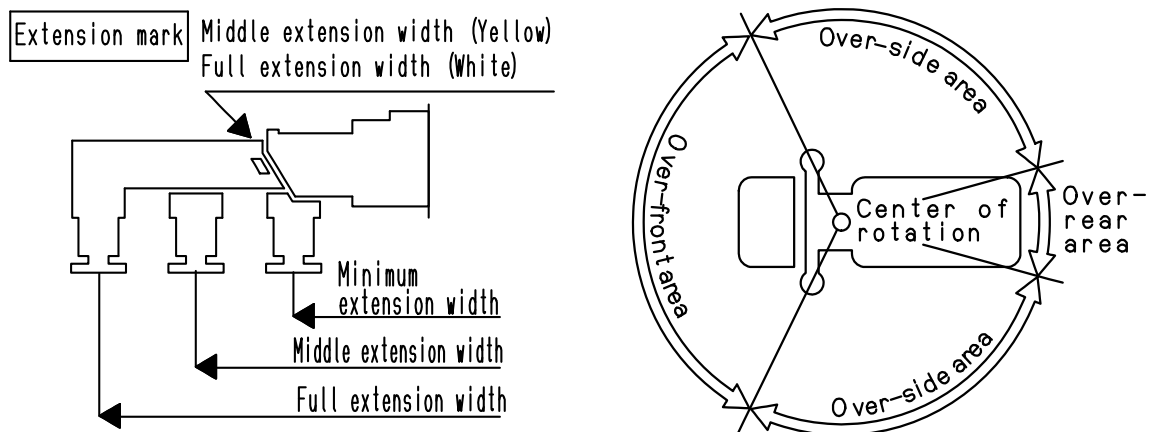 Extension mark
Middle extension width (Yellow)
Full extension width (White)
Minimum
extension width
Middle extension width
Full extension width
Over-side area
Over-front area
Center of
rotation
Over-
rear
area
Over-side area